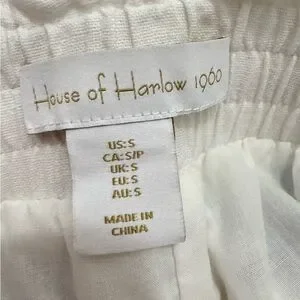 House of Harlow 1960
US:S
CA:S/P
UK:S
EU:S
AU:S
MADE IN
CHINA